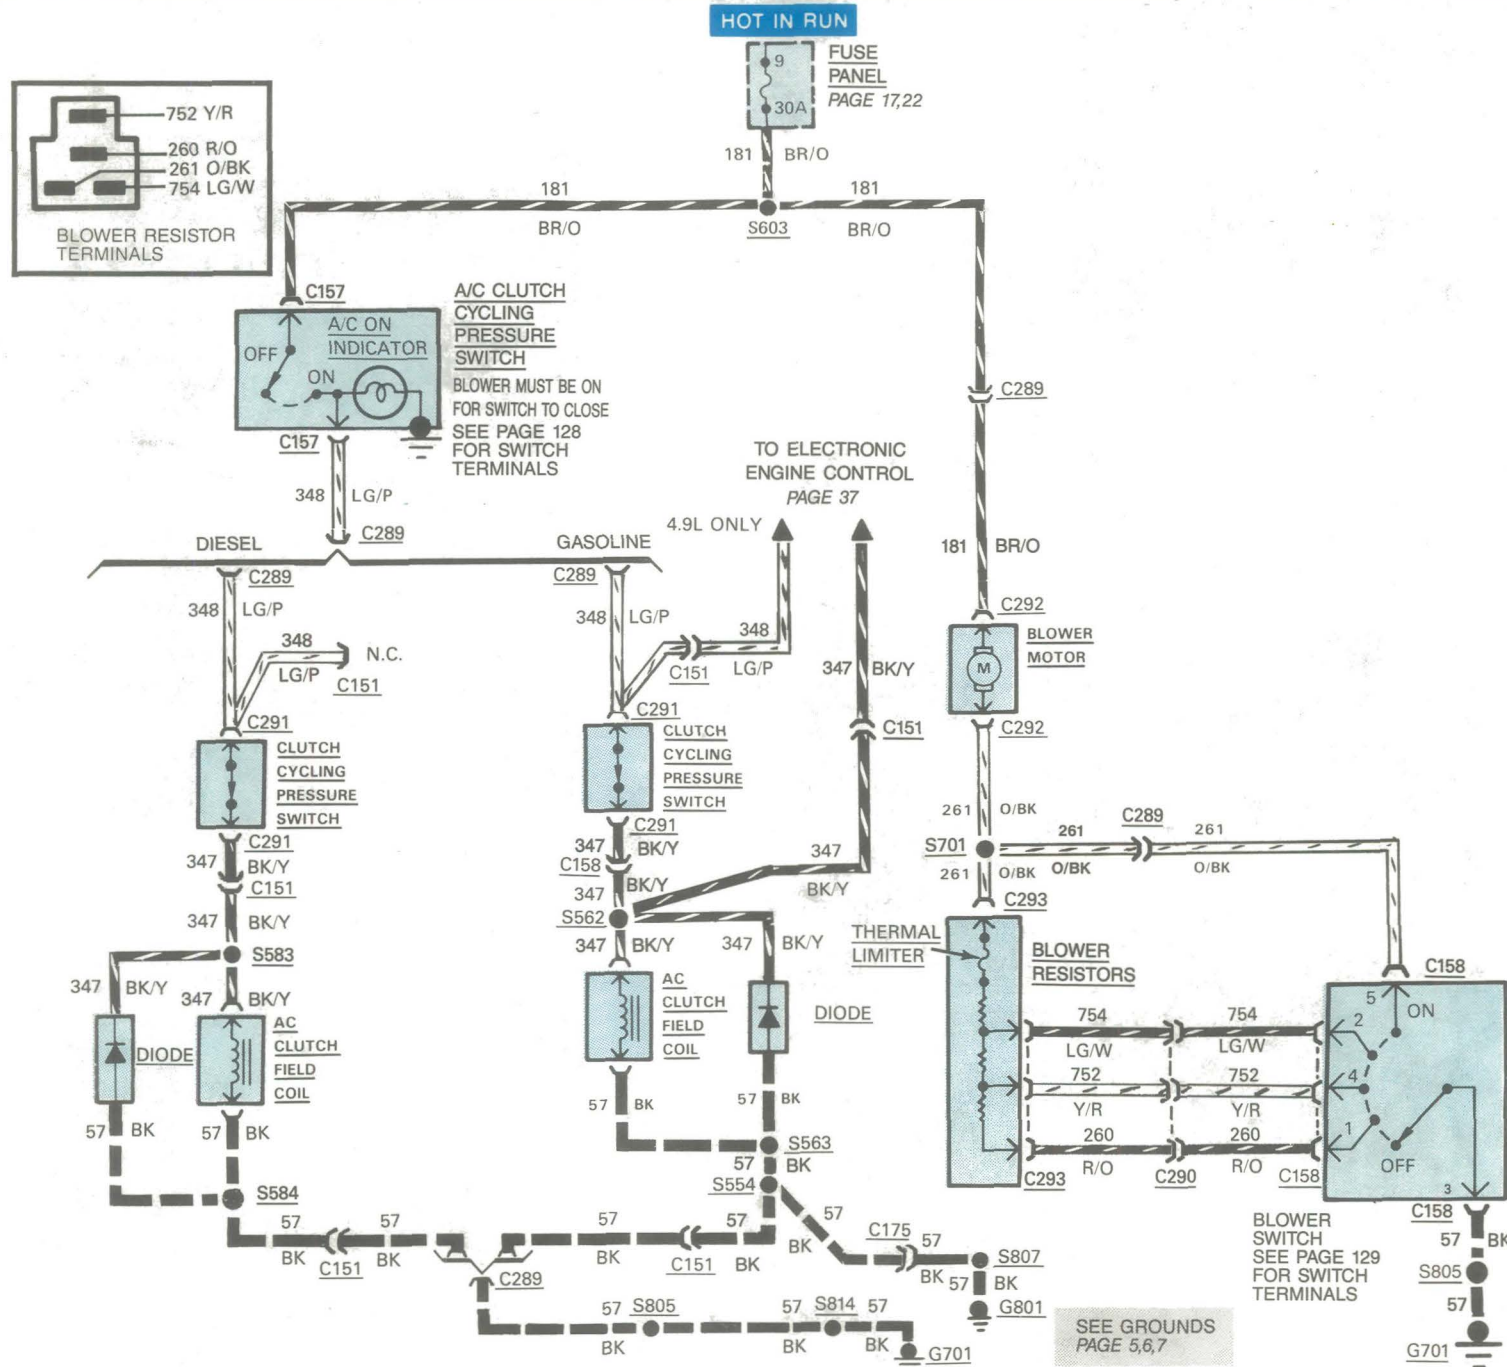 HOT IN RUN
9
30A
FUSE
PANEL
PAGE 17,22
181 BR/O
752 Y/R
260 R/O
261 O/BK
754 LG/W
BLOWER RESISTOR
TERMINALS
181
BR/O
S603
181
BR/O
C157
A/C ON
INDICATOR
OFF
ON
A/C CLUTCH
CYCLING
PRESSURE
SWITCH
BLOWER MUST BE ON
FOR SWITCH TO CLOSE
SEE PAGE 128
FOR SWITCH
TERMINALS
C157
348 LG/P
C289
C289
TO ELECTRONIC
ENGINE CONTROL
PAGE 37
4.9L ONLY
181 BR/O
DIESEL
GASOLINE
C289
348 LG/P
348
LG/P
N.C.
C151
C291
CLUTCH
CYCLING
PRESSURE
SWITCH
C291
347 BK/Y
C151
347 BK/Y
S583
347 BK/Y
347 BK/Y
DIODE
AC
CLUTCH
FIELD
COIL
57 BK
57 BK
S584
C289
348 LG/P
348
LG/P
C151
C291
CLUTCH
CYCLING
PRESSURE
SWITCH
C291
347 BK/Y
C158
347 BK/Y
S562
347 BK/Y
347
BK/Y
347 BK/Y
C151
347 BK/Y
AC
CLUTCH
FIELD
COIL
DIODE
57 BK
57 BK
S563
57 BK
S554
C292
BLOWER
MOTOR
M
C292
261 O/BK
S701
261 O/BK
261
O/BK
C289
261
O/BK
C293
THERMAL
LIMITER
BLOWER
RESISTORS
754
LG/W
754
LG/W
752
Y/R
752
Y/R
260
R/O
260
R/O
C293
C290
C158
C158
5
ON
2
4
1
OFF
3
C158
57 BK
S805
57
G701
BLOWER
SWITCH
SEE PAGE 129
FOR SWITCH
TERMINALS
57
BK
C151
57
BK
C289
57
BK
C151
57
BK
57
BK
C175
57
BK
S807
57 BK
G801
57
BK
S805
57
BK
S814
57
BK
G701
SEE GROUNDS
PAGE 5,6,7